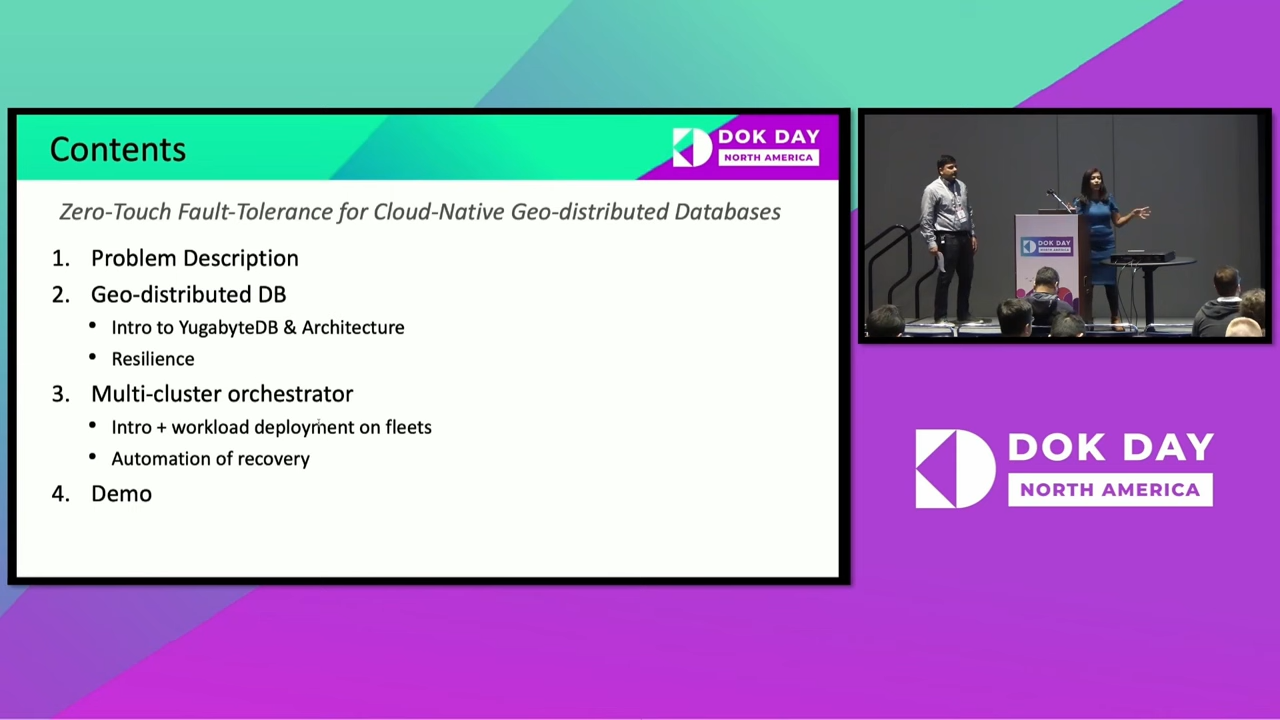 Contents
DOK DAY
NORTH AMERICA
Zero-Touch Fault-Tolerance for Cloud-Native Geo-distributed Databases
1. Problem Description
2. Geo-distributed DB
• Intro to YugabyteDB & Architecture
• Resilience
3. Multi-cluster orchestrator
• Intro + workload deployment on fleets
• Automation of recovery
4. Demo
DOK DAY
DOK DAY
NORTH AMERICA